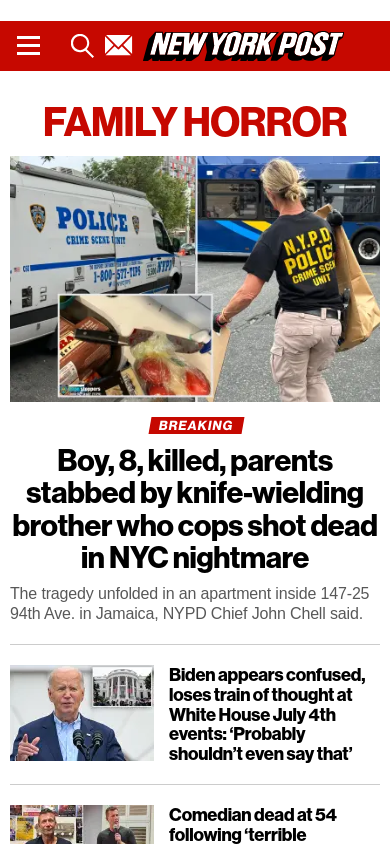 NEW YORK POST
FAMILY HORROR
POLICE
CRIME SCENE UNIT
1-800-577-TIPS
NYPD
N.Y.P.D.
POLICE
CRIME SCENE
UNIT
BREAKING
Boy, 8, killed, parents
stabbed by knife-wielding
brother who cops shot dead
in NYC nightmare
The tragedy unfolded in an apartment inside 147-25
94th Ave. in Jamaica, NYPD Chief John Chell said.
Biden appears confused,
loses train of thought at
White House July 4th
events: ‘Probably
shouldn’t even say that’
Comedian dead at 54
following ‘terrible